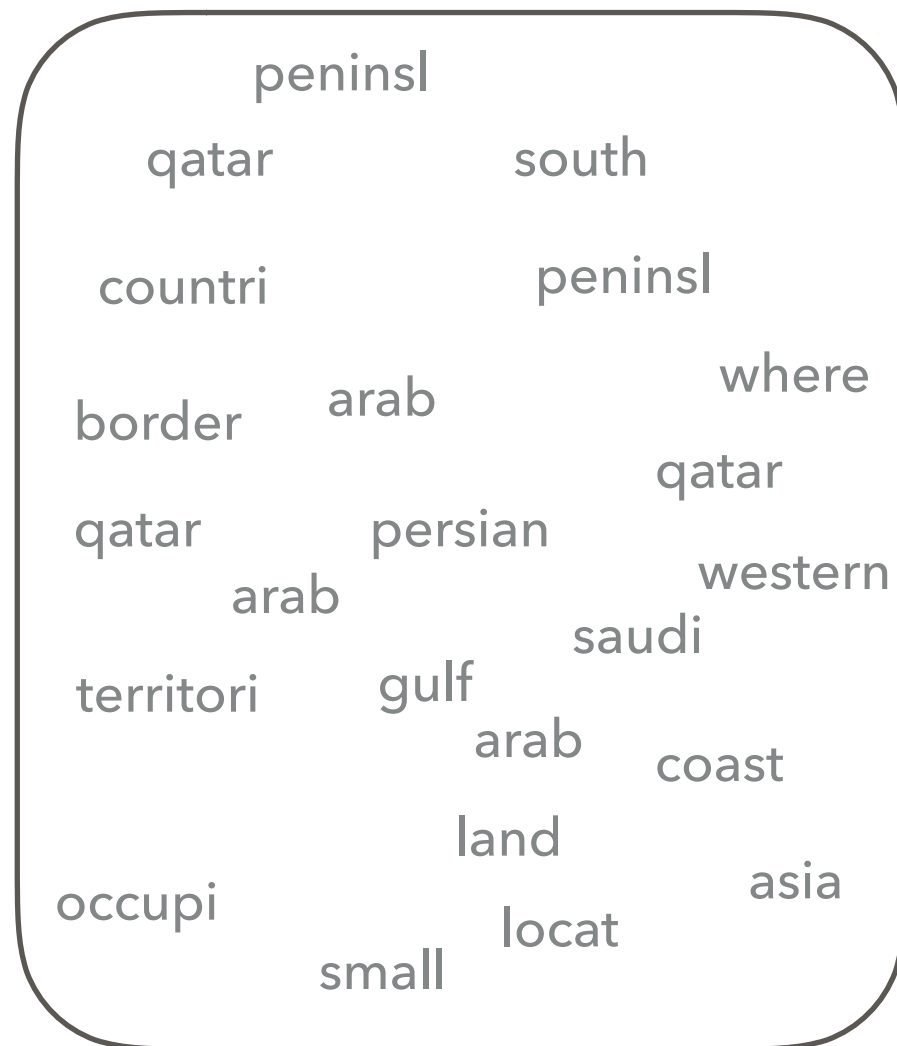 peninsl
qatar south
countri peninsl
where
border arab
qatar
qatar persian
western
arab
saudi
territori gulf
arab
coast
land
asia
occupi
locat
small